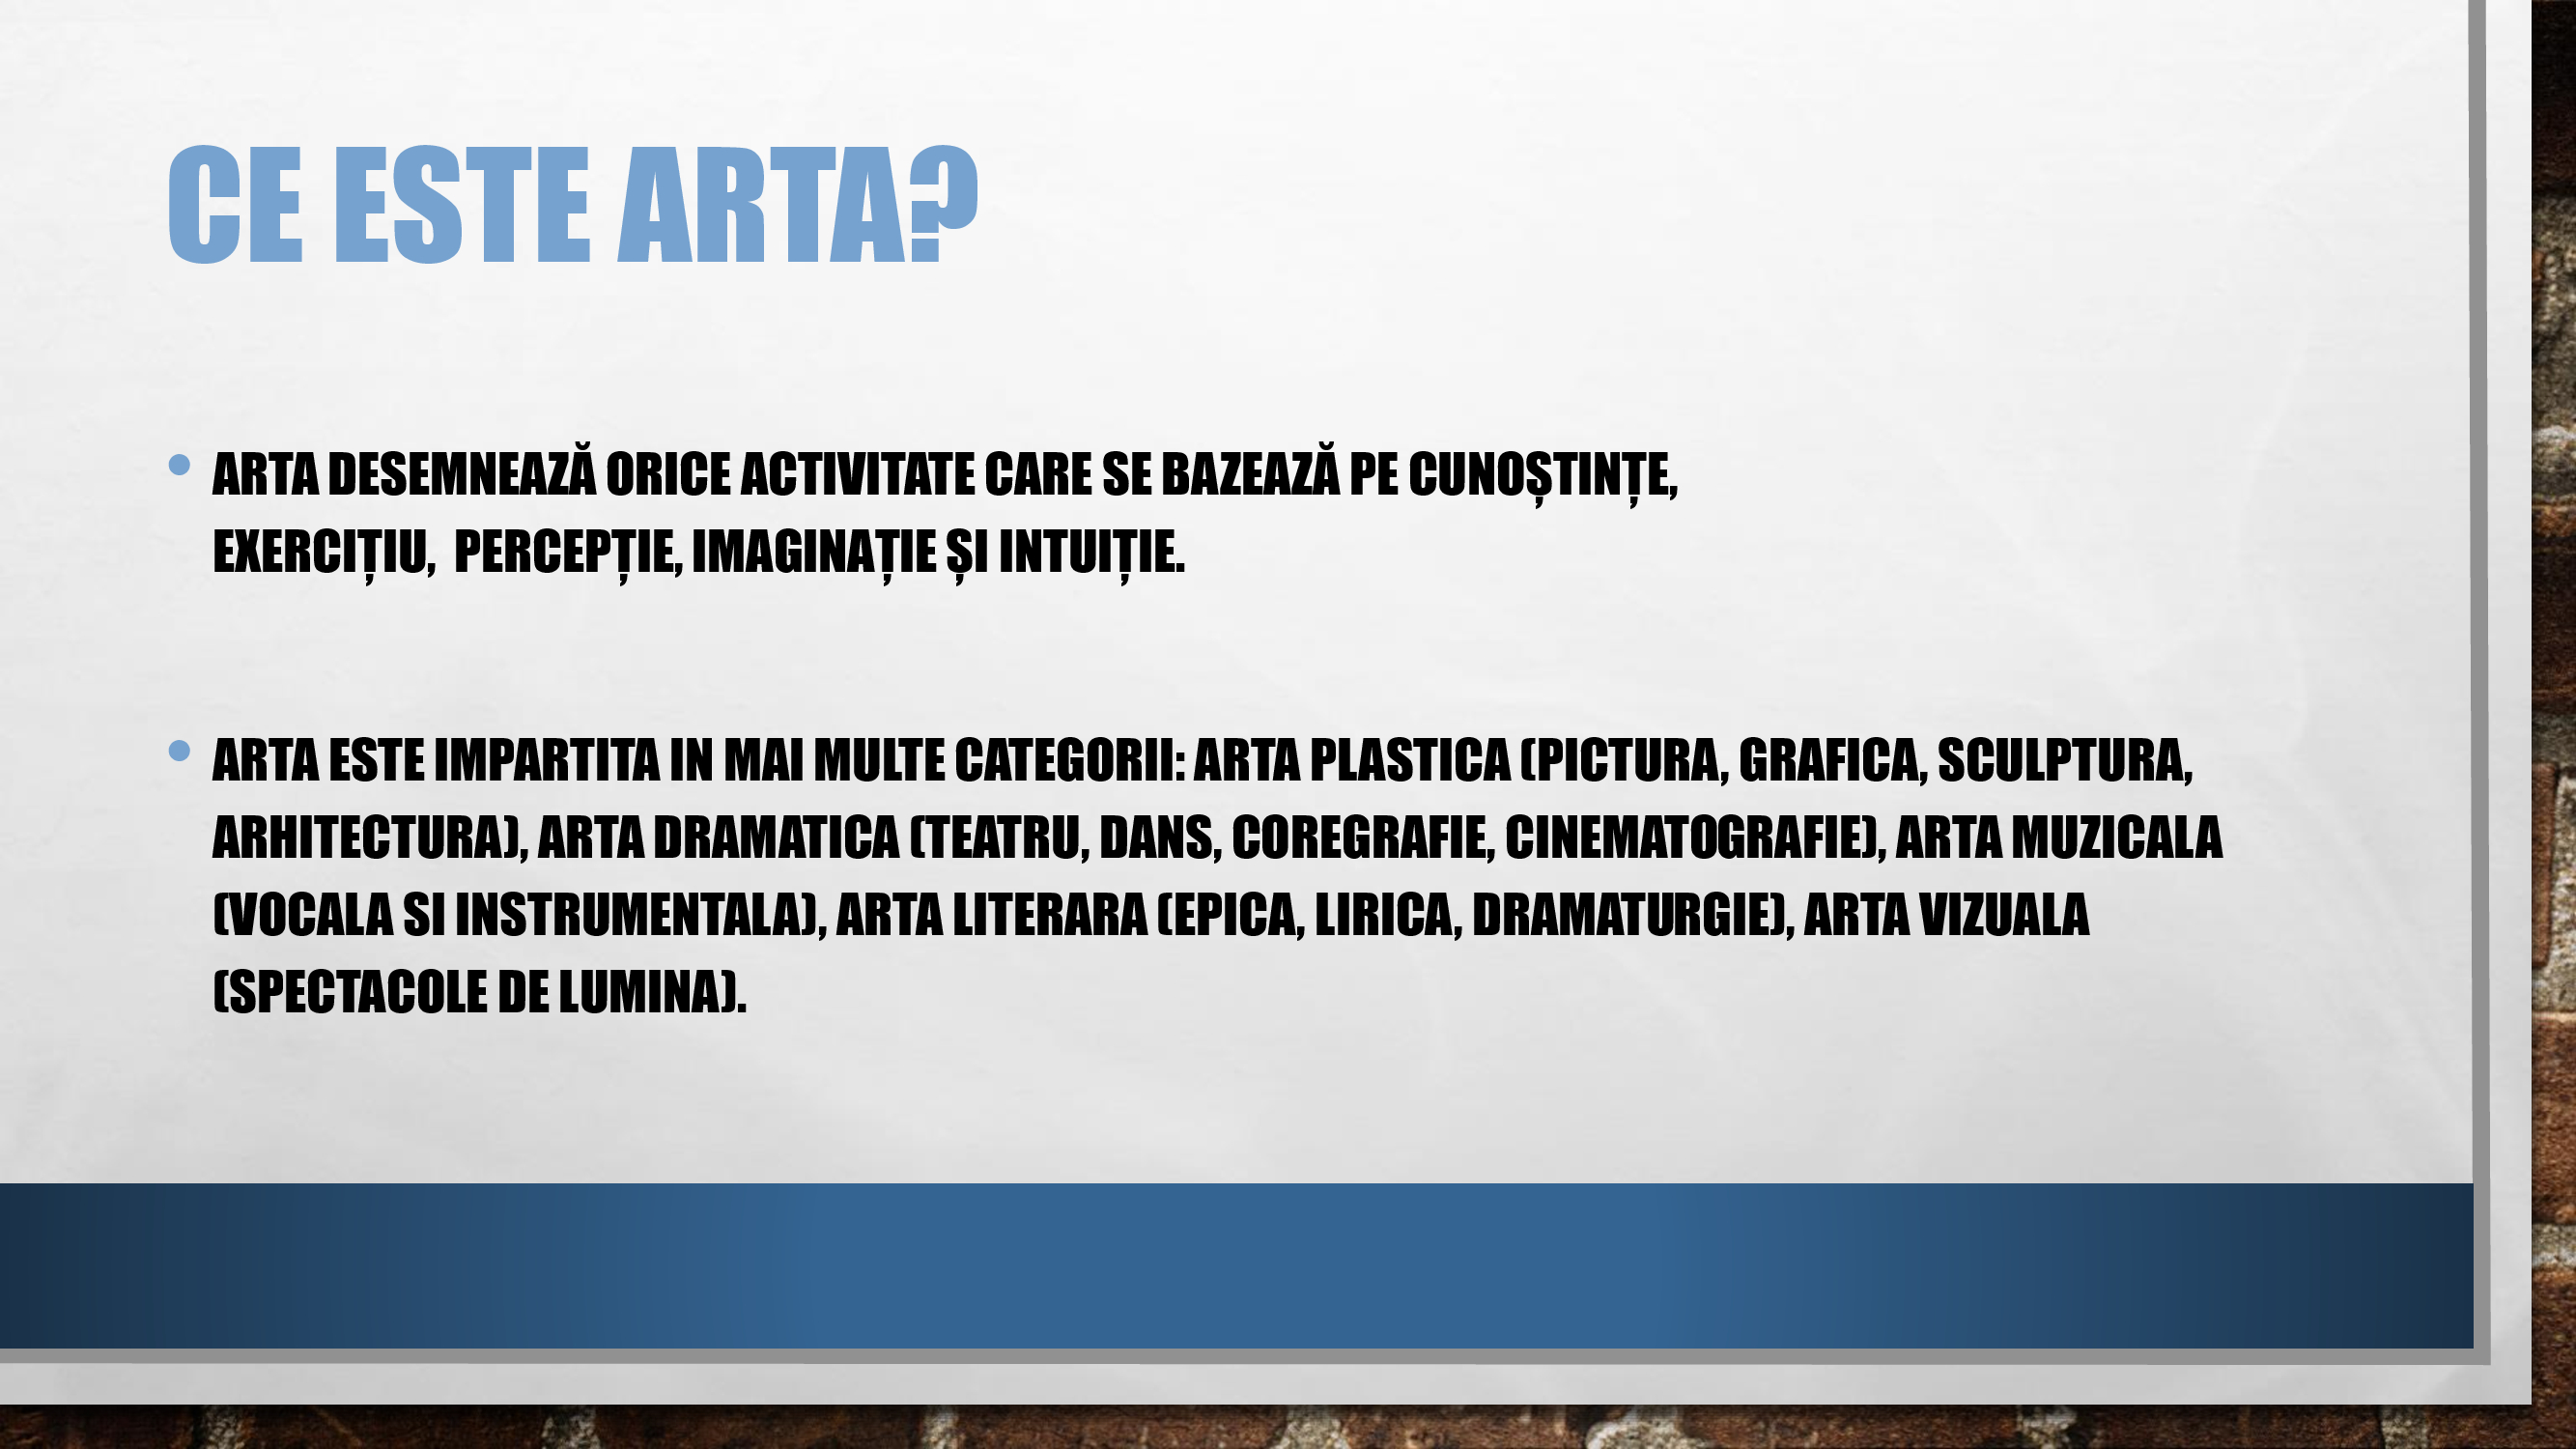 CE ESTE ARTA?
• ARTA DESEMNEAZĂ ORICE ACTIVITATE CARE SE BAZEAZĂ PE CUNOȘTINȚE,
EXERCIȚIU,  PERCEPȚIE, IMAGINAȚIE ȘI INTUIȚIE.
• ARTA ESTE IMPARTITA IN MAI MULTE CATEGORII: ARTA PLASTICA (PICTURA, GRAFICA, SCULPTURA,
ARHITECTURA), ARTA DRAMATICA (TEATRU, DANS, COREGRAFIE, CINEMATOGRAFIE), ARTA MUZICALA
(VOCALA SI INSTRUMENTALA), ARTA LITERARA (EPICA, LIRICA, DRAMATURGIE), ARTA VIZUALA
(SPECTACOLE DE LUMINA).